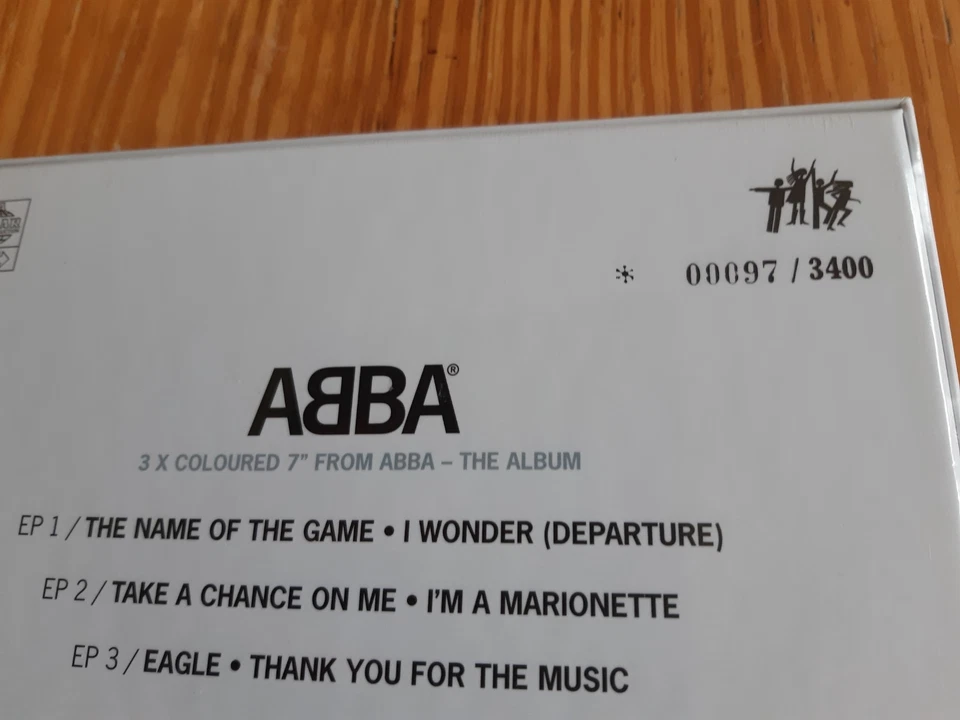 * 00097 / 3400
ABBA®
3 X COLOURED 7" FROM ABBA – THE ALBUM
EP 1 / THE NAME OF THE GAME • I WONDER (DEPARTURE)
EP 2 / TAKE A CHANCE ON ME • I'M A MARIONETTE
EP 3 / EAGLE • THANK YOU FOR THE MUSIC